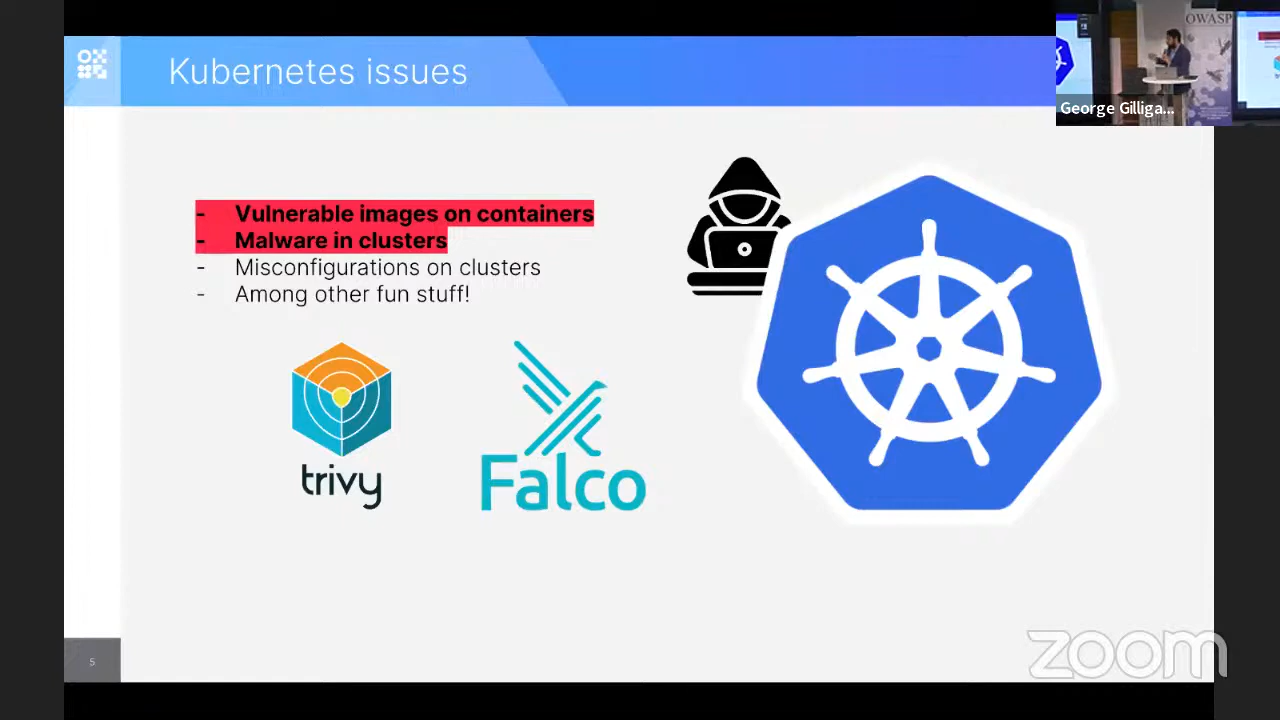 Kubernetes issues
OWASP
George Gilliga...
- Vulnerable images on containers
- Malware in clusters
- Misconfigurations on clusters
- Among other fun stuff!
trivy
Falco
5
zoom